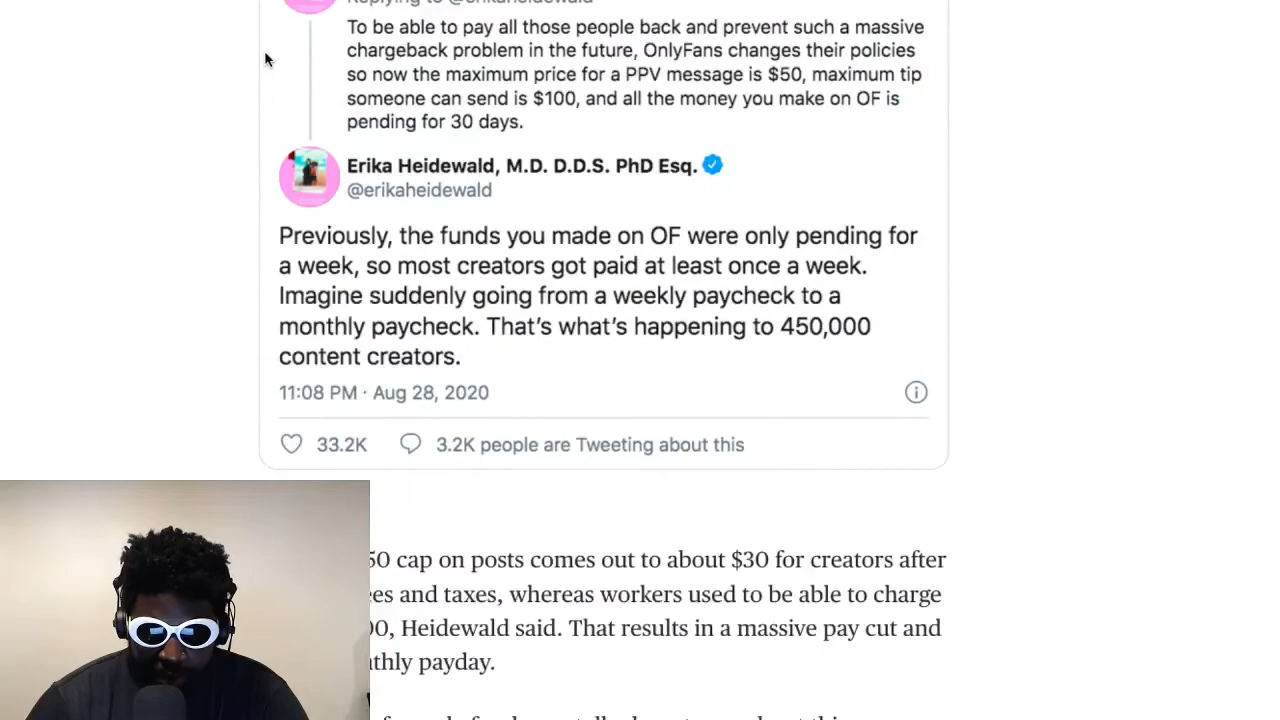 Replying to @erikaheidewald
To be able to pay all those people back and prevent such a massive
chargeback problem in the future, OnlyFans changes their policies
so now the maximum price for a PPV message is $50, maximum tip
someone can send is $100, and all the money you make on OF is
pending for 30 days.
Erika Heidewald, M.D. D.D.S. PhD Esq.
@erikaheidewald
Previously, the funds you made on OF were only pending for
a week, so most creators got paid at least once a week.
Imagine suddenly going from a weekly paycheck to a
monthly paycheck. That's what's happening to 450,000
content creators.
11:08 PM · Aug 28, 2020
33.2K 3.2K people are Tweeting about this
50 cap on posts comes out to about $30 for creators after
es and taxes, whereas workers used to be able to charge
00, Heidewald said. That results in a massive pay cut and
thly payday.